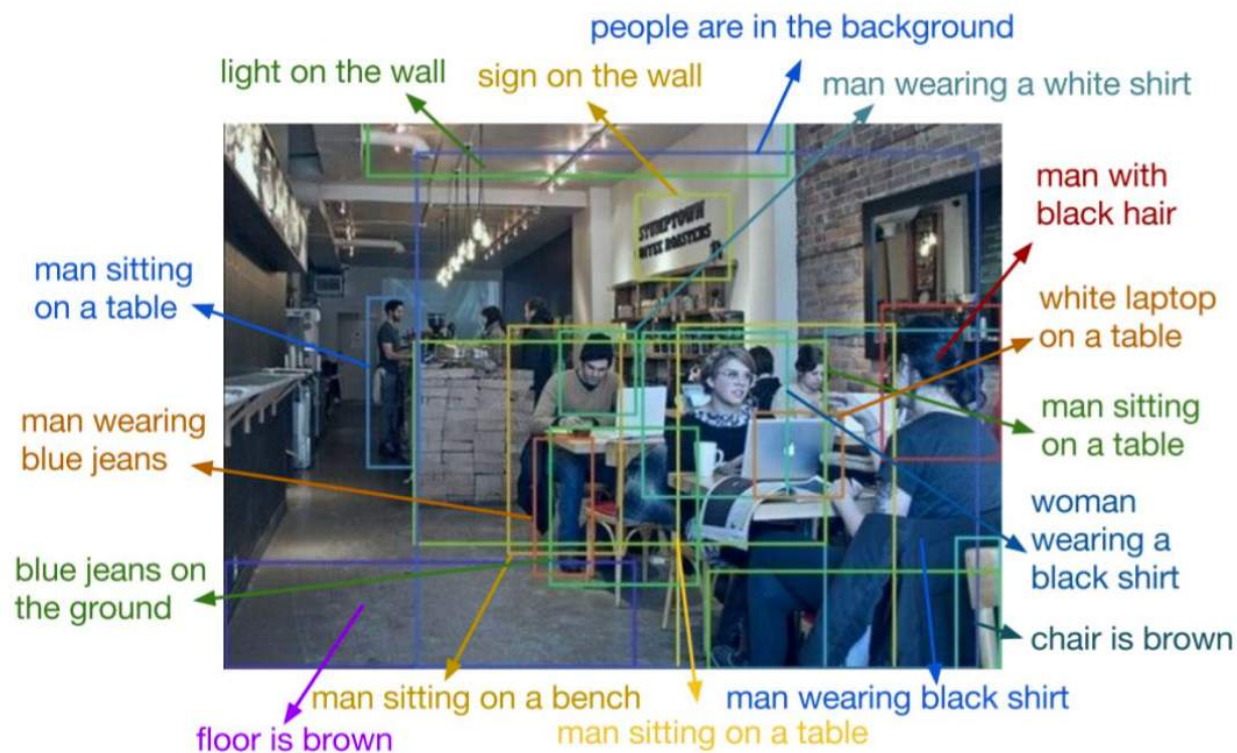 people are in the background
light on the wall
sign on the wall
man wearing a white shirt
man with
black hair
STUMPTOWN
ROASTERS
man sitting
on a table
white laptop
on a table
man wearing
blue jeans
man sitting
on a table
woman
wearing a
black shirt
blue jeans on
the ground
chair is brown
man sitting on a bench
man wearing black shirt
man sitting on a table
floor is brown